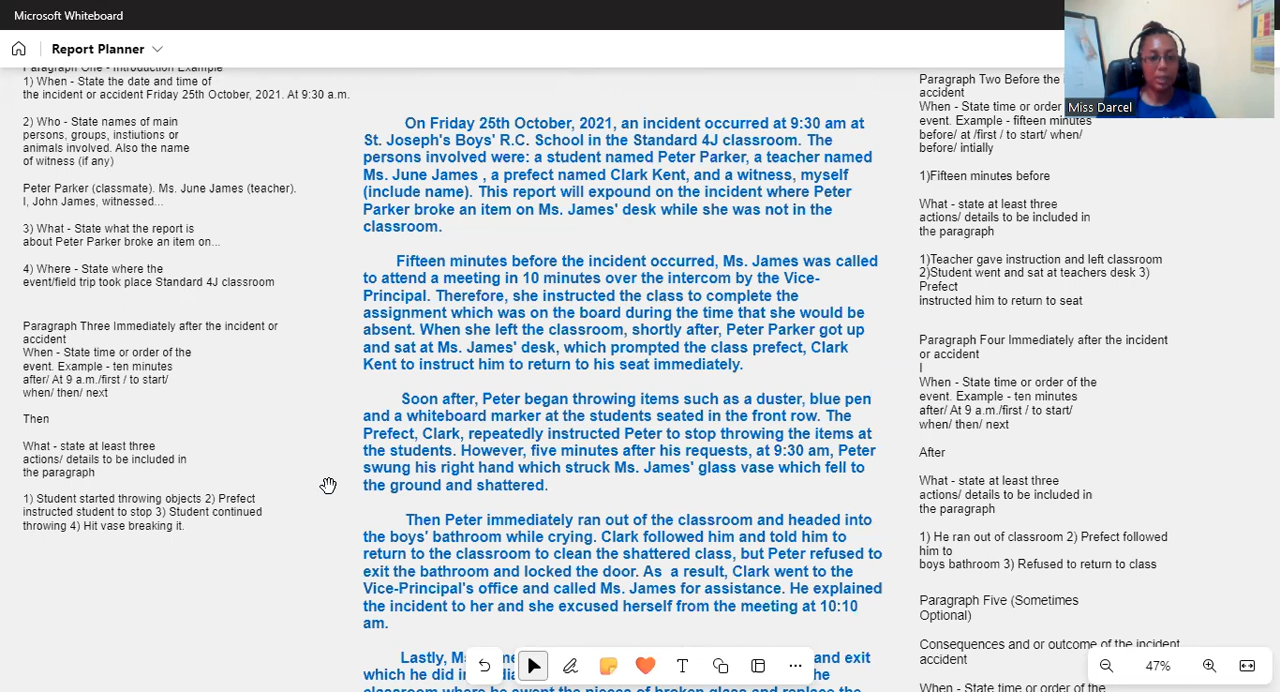 Microsoft Whiteboard
Report Planner
Miss Darcel
Paragraph One - Introduction Example
1) When - State the date and time of
the incident or accident Friday 25th October, 2021. At 9:30 a.m.
2) Who - State names of main
persons, groups, instiutions or
animals involved. Also the name
of witness (if any)
Peter Parker (classmate). Ms. June James (teacher).
I, John James, witnessed...
3) What - State what the report is
about Peter Parker broke an item on...
4) Where - State where the
event/field trip took place Standard 4J classroom
Paragraph Three Immediately after the incident or
accident
When - State time or order of the
event. Example - ten minutes
after/ At 9 a.m./first / to start/
when/ then/ next
Then
What - state at least three
actions/ details to be included in
the paragraph
1) Student started throwing objects 2) Prefect
instructed student to stop 3) Student continued
throwing 4) Hit vase breaking it.
On Friday 25th October, 2021, an incident occurred at 9:30 am at
St. Joseph's Boys' R.C. School in the Standard 4J classroom. The
persons involved were: a student named Peter Parker, a teacher named
Ms. June James , a prefect named Clark Kent, and a witness, myself
(include name). This report will expound on the incident where Peter
Parker broke an item on Ms. James' desk while she was not in the
classroom.
Fifteen minutes before the incident occurred, Ms. James was called
to attend a meeting in 10 minutes over the intercom by the Vice-
Principal. Therefore, she instructed the class to complete the
assignment which was on the board during the time that she would be
absent. When she left the classroom, shortly after, Peter Parker got up
and sat at Ms. James' desk, which prompted the class prefect, Clark
Kent to instruct him to return to his seat immediately.
Soon after, Peter began throwing items such as a duster, blue pen
and a whiteboard marker at the students seated in the front row. The
Prefect, Clark, repeatedly instructed Peter to stop throwing the items at
the students. However, five minutes after his requests, at 9:30 am, Peter
swung his right hand which struck Ms. James' glass vase which fell to
the ground and shattered.
Then Peter immediately ran out of the classroom and headed into
the boys' bathroom while crying. Clark followed him and told him to
return to the classroom to clean the shattered class, but Peter refused to
exit the bathroom and locked the door. As a result, Clark went to the
Vice-Principal's office and called Ms. James for assistance. He explained
the incident to her and she excused herself from the meeting at 10:10
am.
Lastly, and exit
which he did
classroom where he swept the pieces of broken glass and replace the
Paragraph Two Before the
accident
When - State time or order
event. Example - fifteen minutes
before/ at /first / to start/ when/
before/ intially
1)Fifteen minutes before
What - state at least three
actions/ details to be included in
the paragraph
1)Teacher gave instruction and left classroom
2)Student went and sat at teachers desk 3)
Prefect
instructed him to return to seat
Paragraph Four Immediately after the incident
or accident
I
When - State time or order of the
event. Example - ten minutes
after/ At 9 a.m./first / to start/
when/ then/ next
After
What - state at least three
actions/ details to be included in
the paragraph
1) He ran out of classroom 2) Prefect followed
him to
boys bathroom 3) Refused to return to class
Paragraph Five (Sometimes
Optional)
Consequences and or outcome of the incident
accident
When - State time or order of the
47%